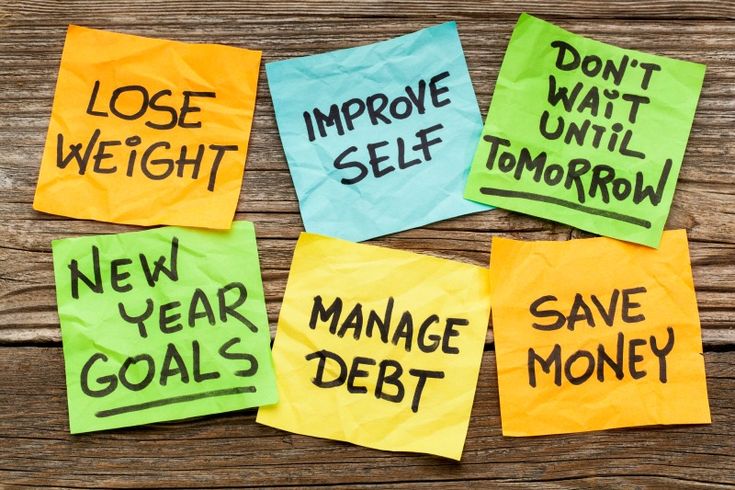 LOSE
WEIGHT
IMPROVE
SELF
DON'T
WAIT
UNTIL
TOMORROW
NEW
YEAR
GOALS
MANAGE
DEBT
SAVE
MONEY